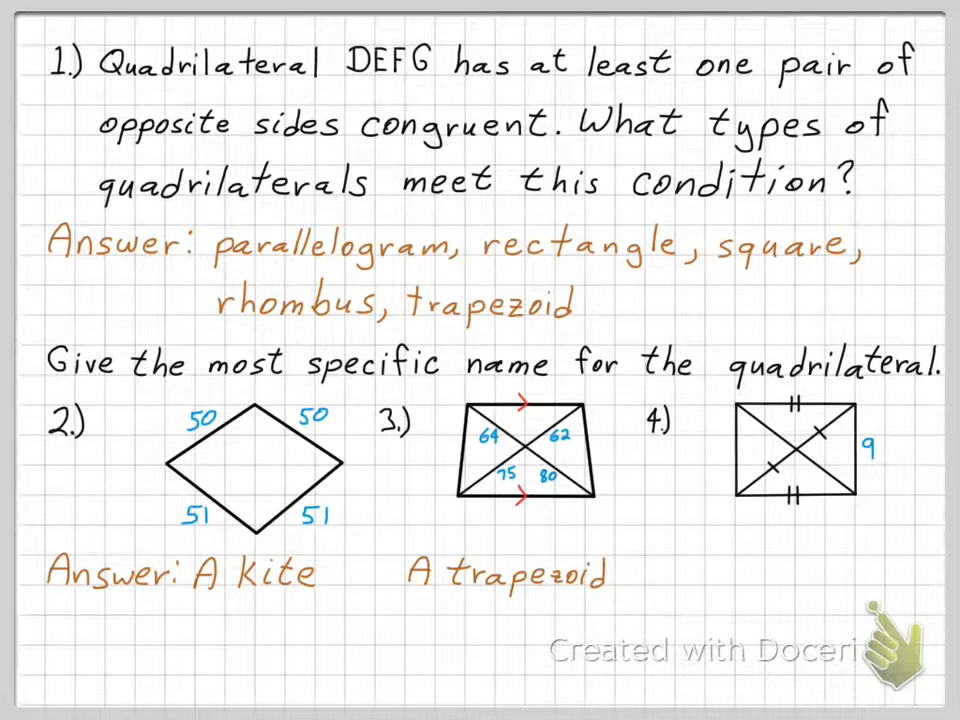 1.) Quadrilateral DEFG has at least one pair of
opposite sides congruent. What types of
quadrilaterals meet this condition?
Answer: parallelogram, rectangle, square,
rhombus, trapezoid
Give the most specific name for the quadrilateral.
2.) 50 50 3.) 64 62 4.) 9
51 51 75 80
Answer: A kite A trapezoid
Created with Doceri